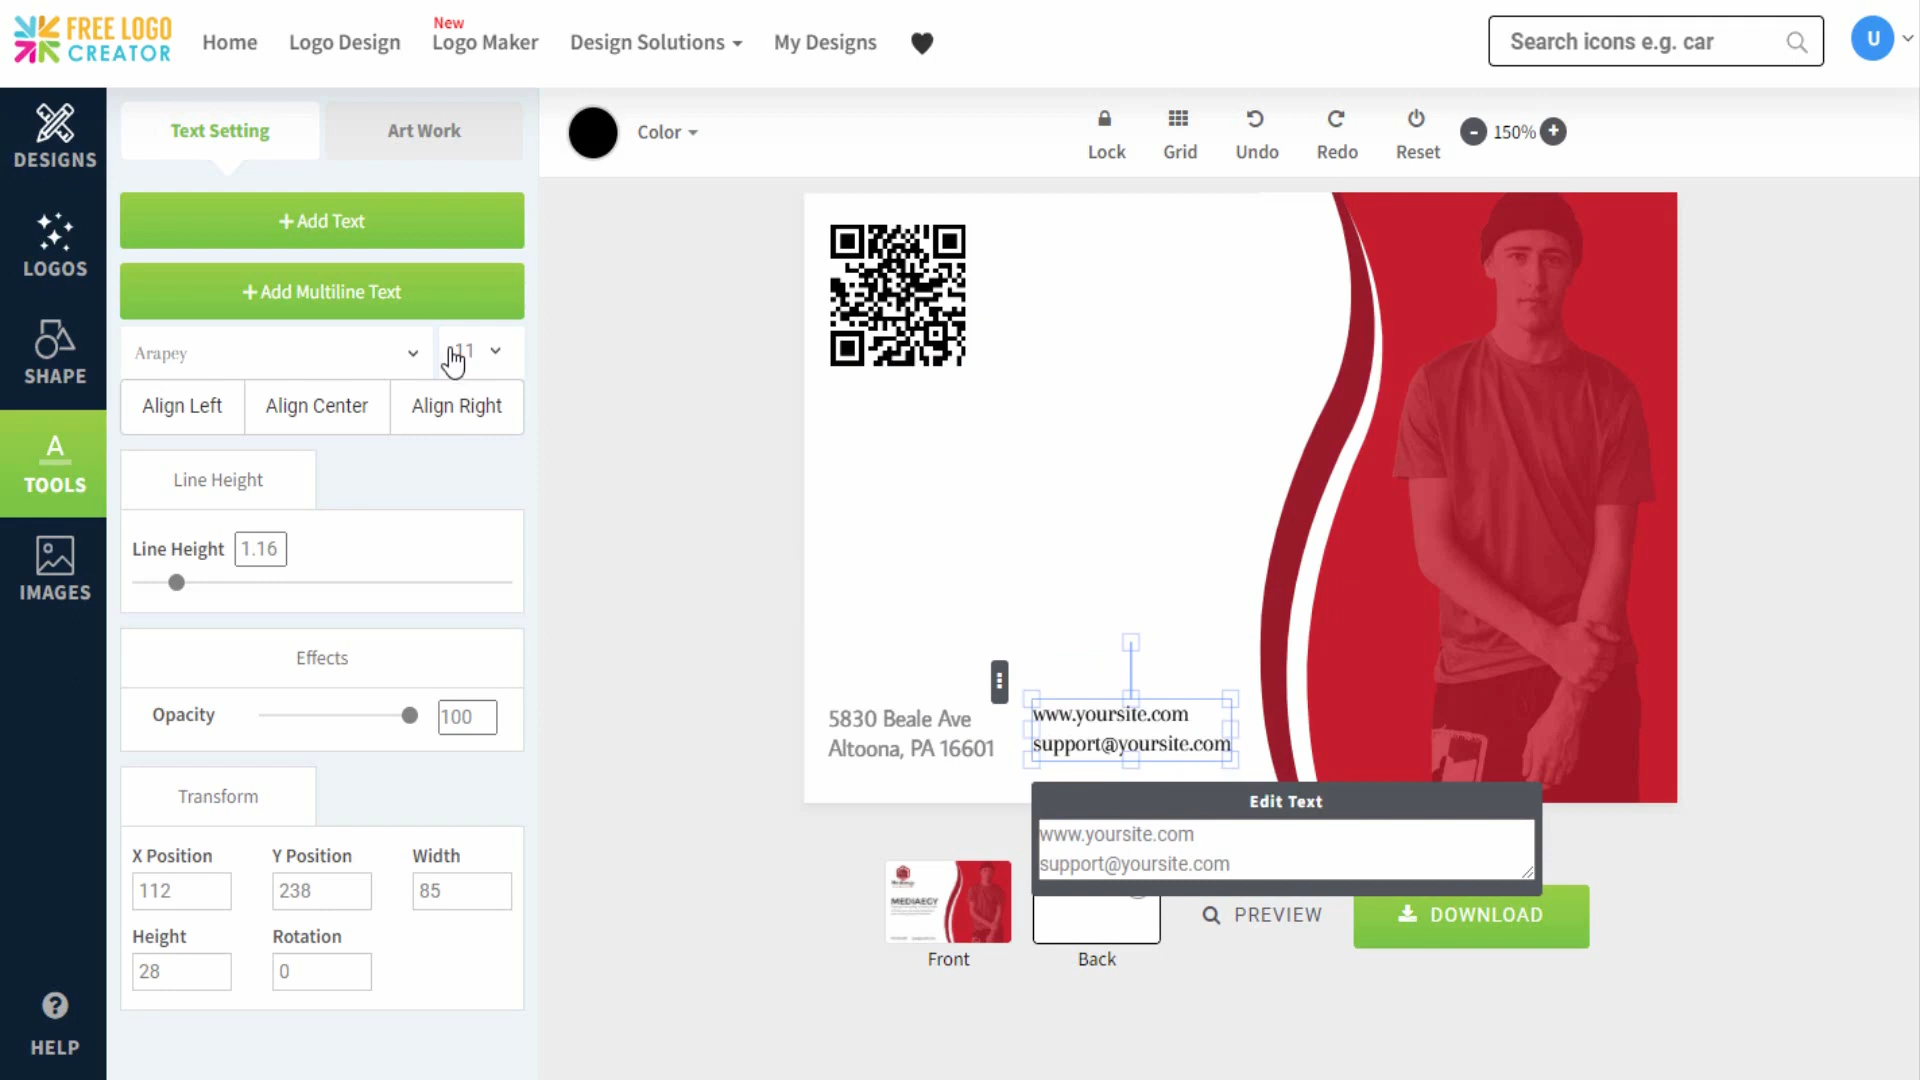 FREE LOGO
CREATOR
Home
Logo Design
New
Logo Maker
Design Solutions
My Designs
Search icons e.g. car
U
DESIGNS
LOGOS
SHAPE
A
TOOLS
IMAGES
?
HELP
Text Setting
Art Work
+ Add Text
+ Add Multiline Text
Arapey
11
Align Left
Align Center
Align Right
Line Height
Line Height 1.16
Effects
Opacity 100
Transform
X Position
Y Position
Width
112
238
85
Height
Rotation
28
0
Color
Lock
Grid
Undo
Redo
Reset
- 150% +
5830 Beale Ave
Altoona, PA 16601
www.yoursite.com
support@yoursite.com
Edit Text
www.yoursite.com
support@yoursite.com
MEDIAECY
Front
Back
PREVIEW
DOWNLOAD